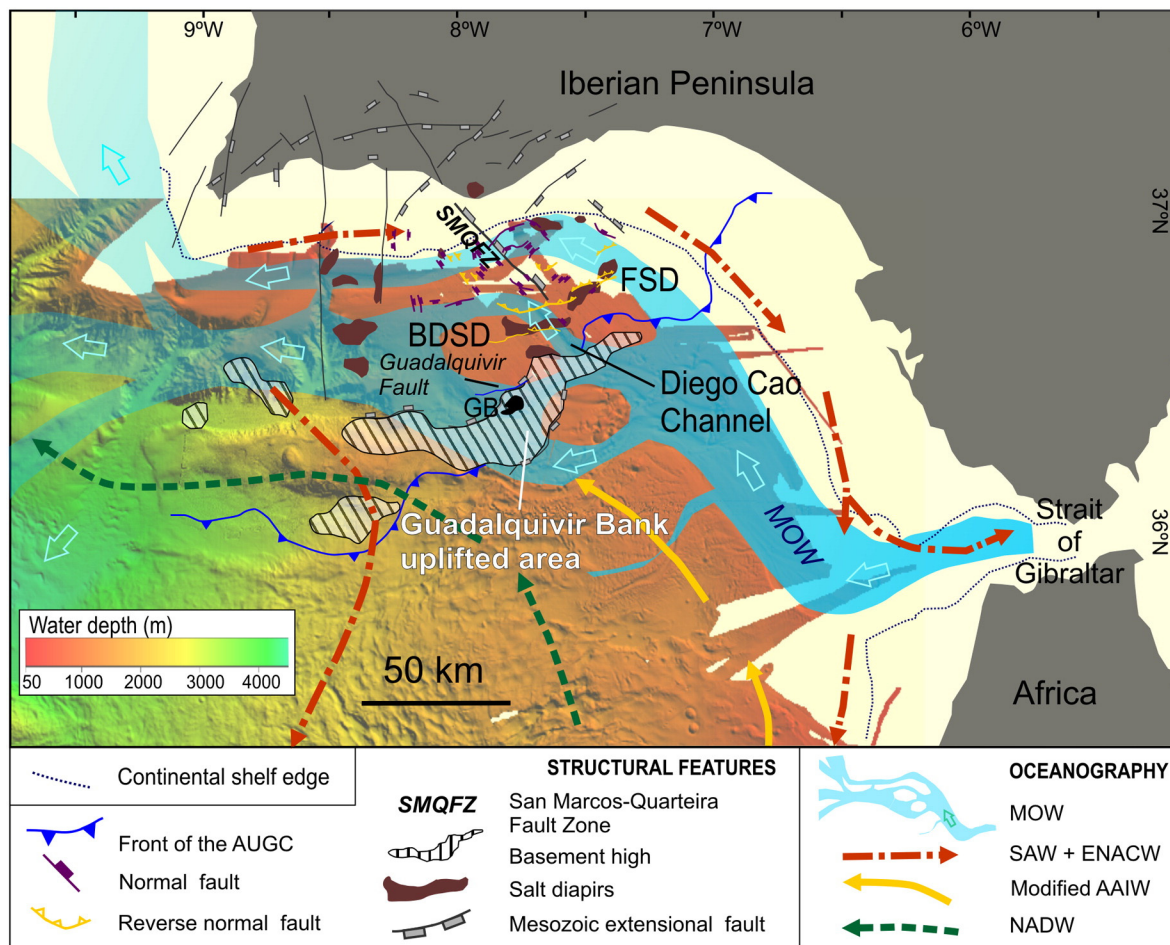 9ºW
8ºW
7ºW
6ºW
Iberian Peninsula
37ºN
SMQFZ
FSD
BDSD
Guadalquivir
Fault
Diego Cao
Channel
GB
MOW
36ºN
Strait
of
Gibraltar
Guadalquivir Bank
uplifted area
Water depth (m)
50 1000 2000 3000 4000
50 km
Africa
Continental shelf edge
Front of the AUGC
Normal fault
Reverse normal fault
STRUCTURAL FEATURES
SMQFZ San Marcos-Quarteira
Fault Zone
Basement high
Salt diapirs
Mesozoic extensional fault
OCEANOGRAPHY
MOW
SAW + ENACW
Modified AAIW
NADW